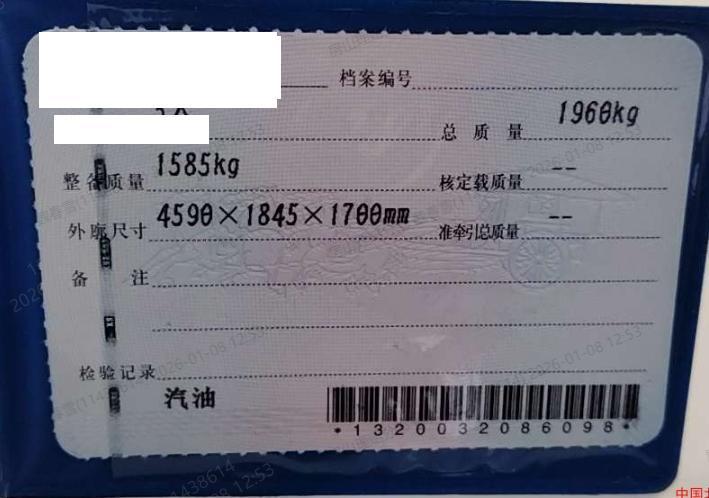 档案编号
总质量 1960kg
整备质量 1585kg
核定载质量 --
外廓尺寸 4590×1845×1700mm
准牵引总质量 --
备注
检验记录
汽油
*1320032086098*